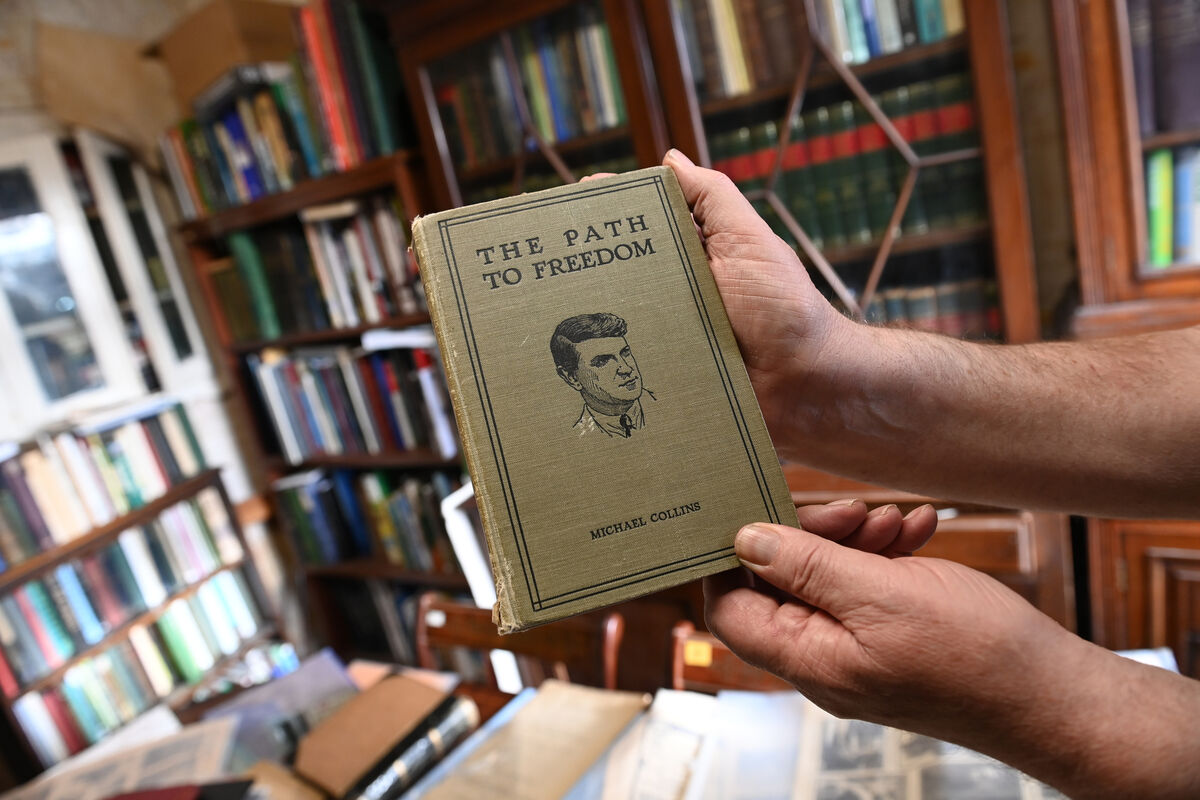 THE PATH
TO FREEDOM
MICHAEL COLLINS